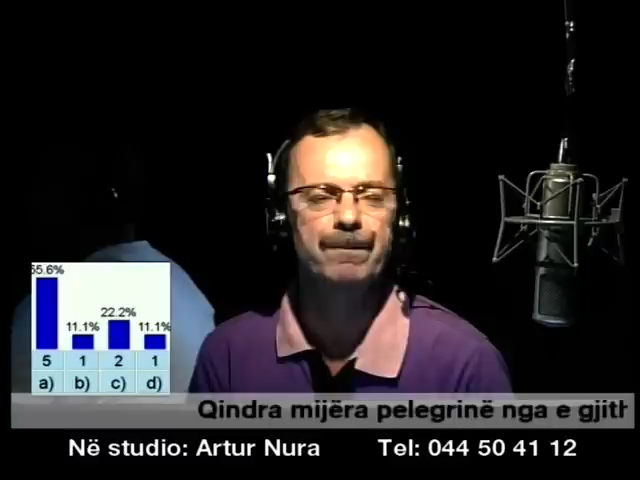 55.6%
11.1%
22.2%
11.1%
5 1 2 1
a) b) c) d)
Qindra mijëra pelegrinë nga e gjith
Në studio: Artur Nura Tel: 044 50 41 12